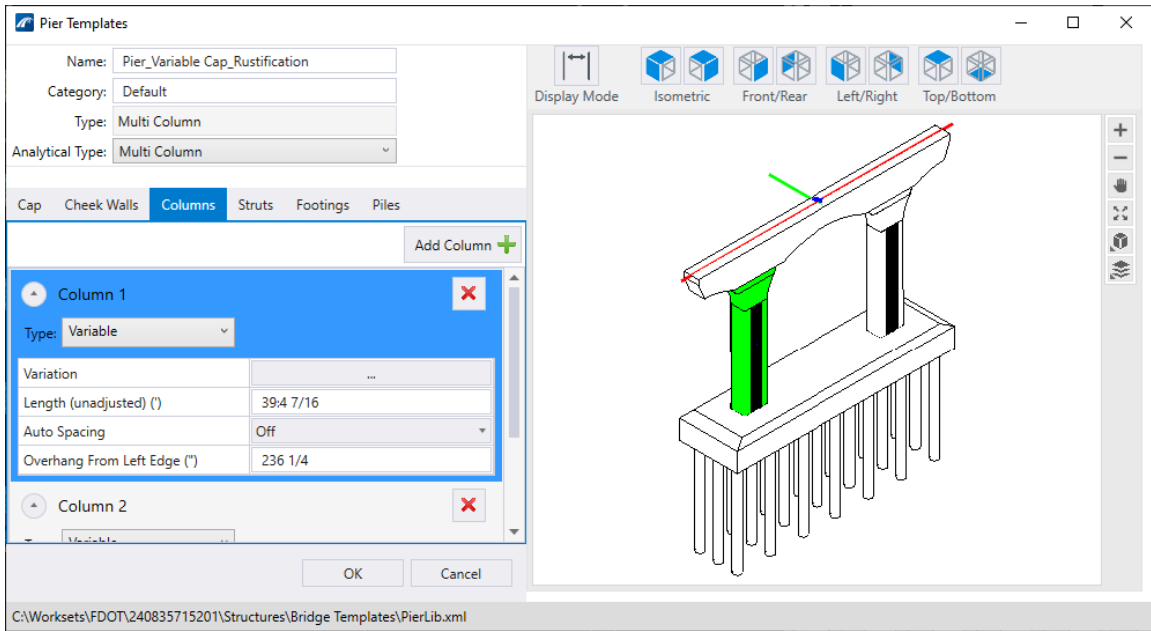 Pier Templates
Name: Pier_Variable Cap_Rustification
Category: Default
Type: Multi Column
Analytical Type: Multi Column
Display Mode Isometric Front/Rear Left/Right Top/Bottom
Cap Cheek Walls Columns Struts Footings Piles
Add Column
Column 1
Type: Variable
Variation ...
Length (unadjusted) (') 39:4 7/16
Auto Spacing Off
Overhang From Left Edge (") 236 1/4
Column 2
OK Cancel
C:\Worksets\FDOT\240835715201\Structures\Bridge Templates\PierLib.xml